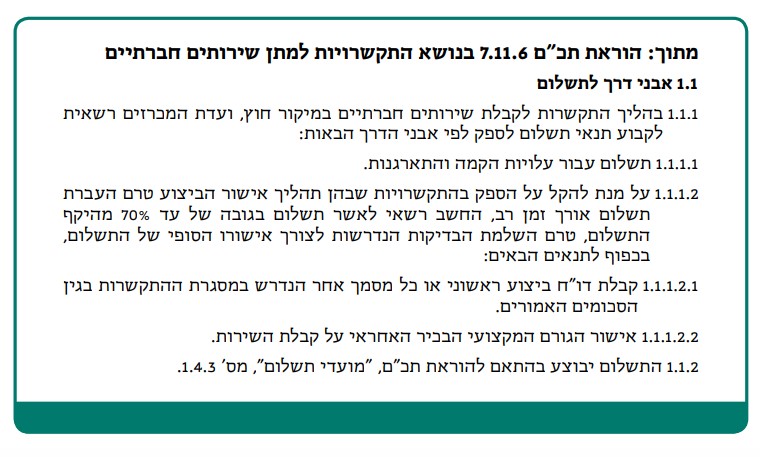 מתוך: הוראת תכ"ם 7.11.6 בנושא התקשרויות למתן שירותים חברתיים
1.1 אבני דרך לתשלום
1.1.1 בהליך התקשרות לקבלת שירותים חברתיים במיקור חוץ, ועדת המכרזים רשאית
לקבוע תנאי תשלום לספק לפי אבני הדרך הבאות:
1.1.1.1 תשלום עבור עלויות הקמה והתארגנות.
1.1.1.2 על מנת להקל על הספק בהתקשרויות שבהן תהליך אישור הביצוע טרם העברת
תשלום אורך זמן רב, החשב רשאי לאשר תשלום בגובה של עד 70% מהיקף
התשלום, טרם השלמת הבדיקות הנדרשות לצורך אישורו הסופי של התשלום,
בכפוף לתנאים הבאים:
1.1.1.2.1 קבלת דו"ח ביצוע ראשוני או כל מסמך אחר הנדרש במסגרת ההתקשרות בגין
הסכומים האמורים.
1.1.1.2.2 אישור הגורם המקצועי הבכיר האחראי על קבלת השירות.
1.1.2 התשלום יבוצע בהתאם להוראת תכ"ם, "מועדי תשלום", מס' 1.4.3.